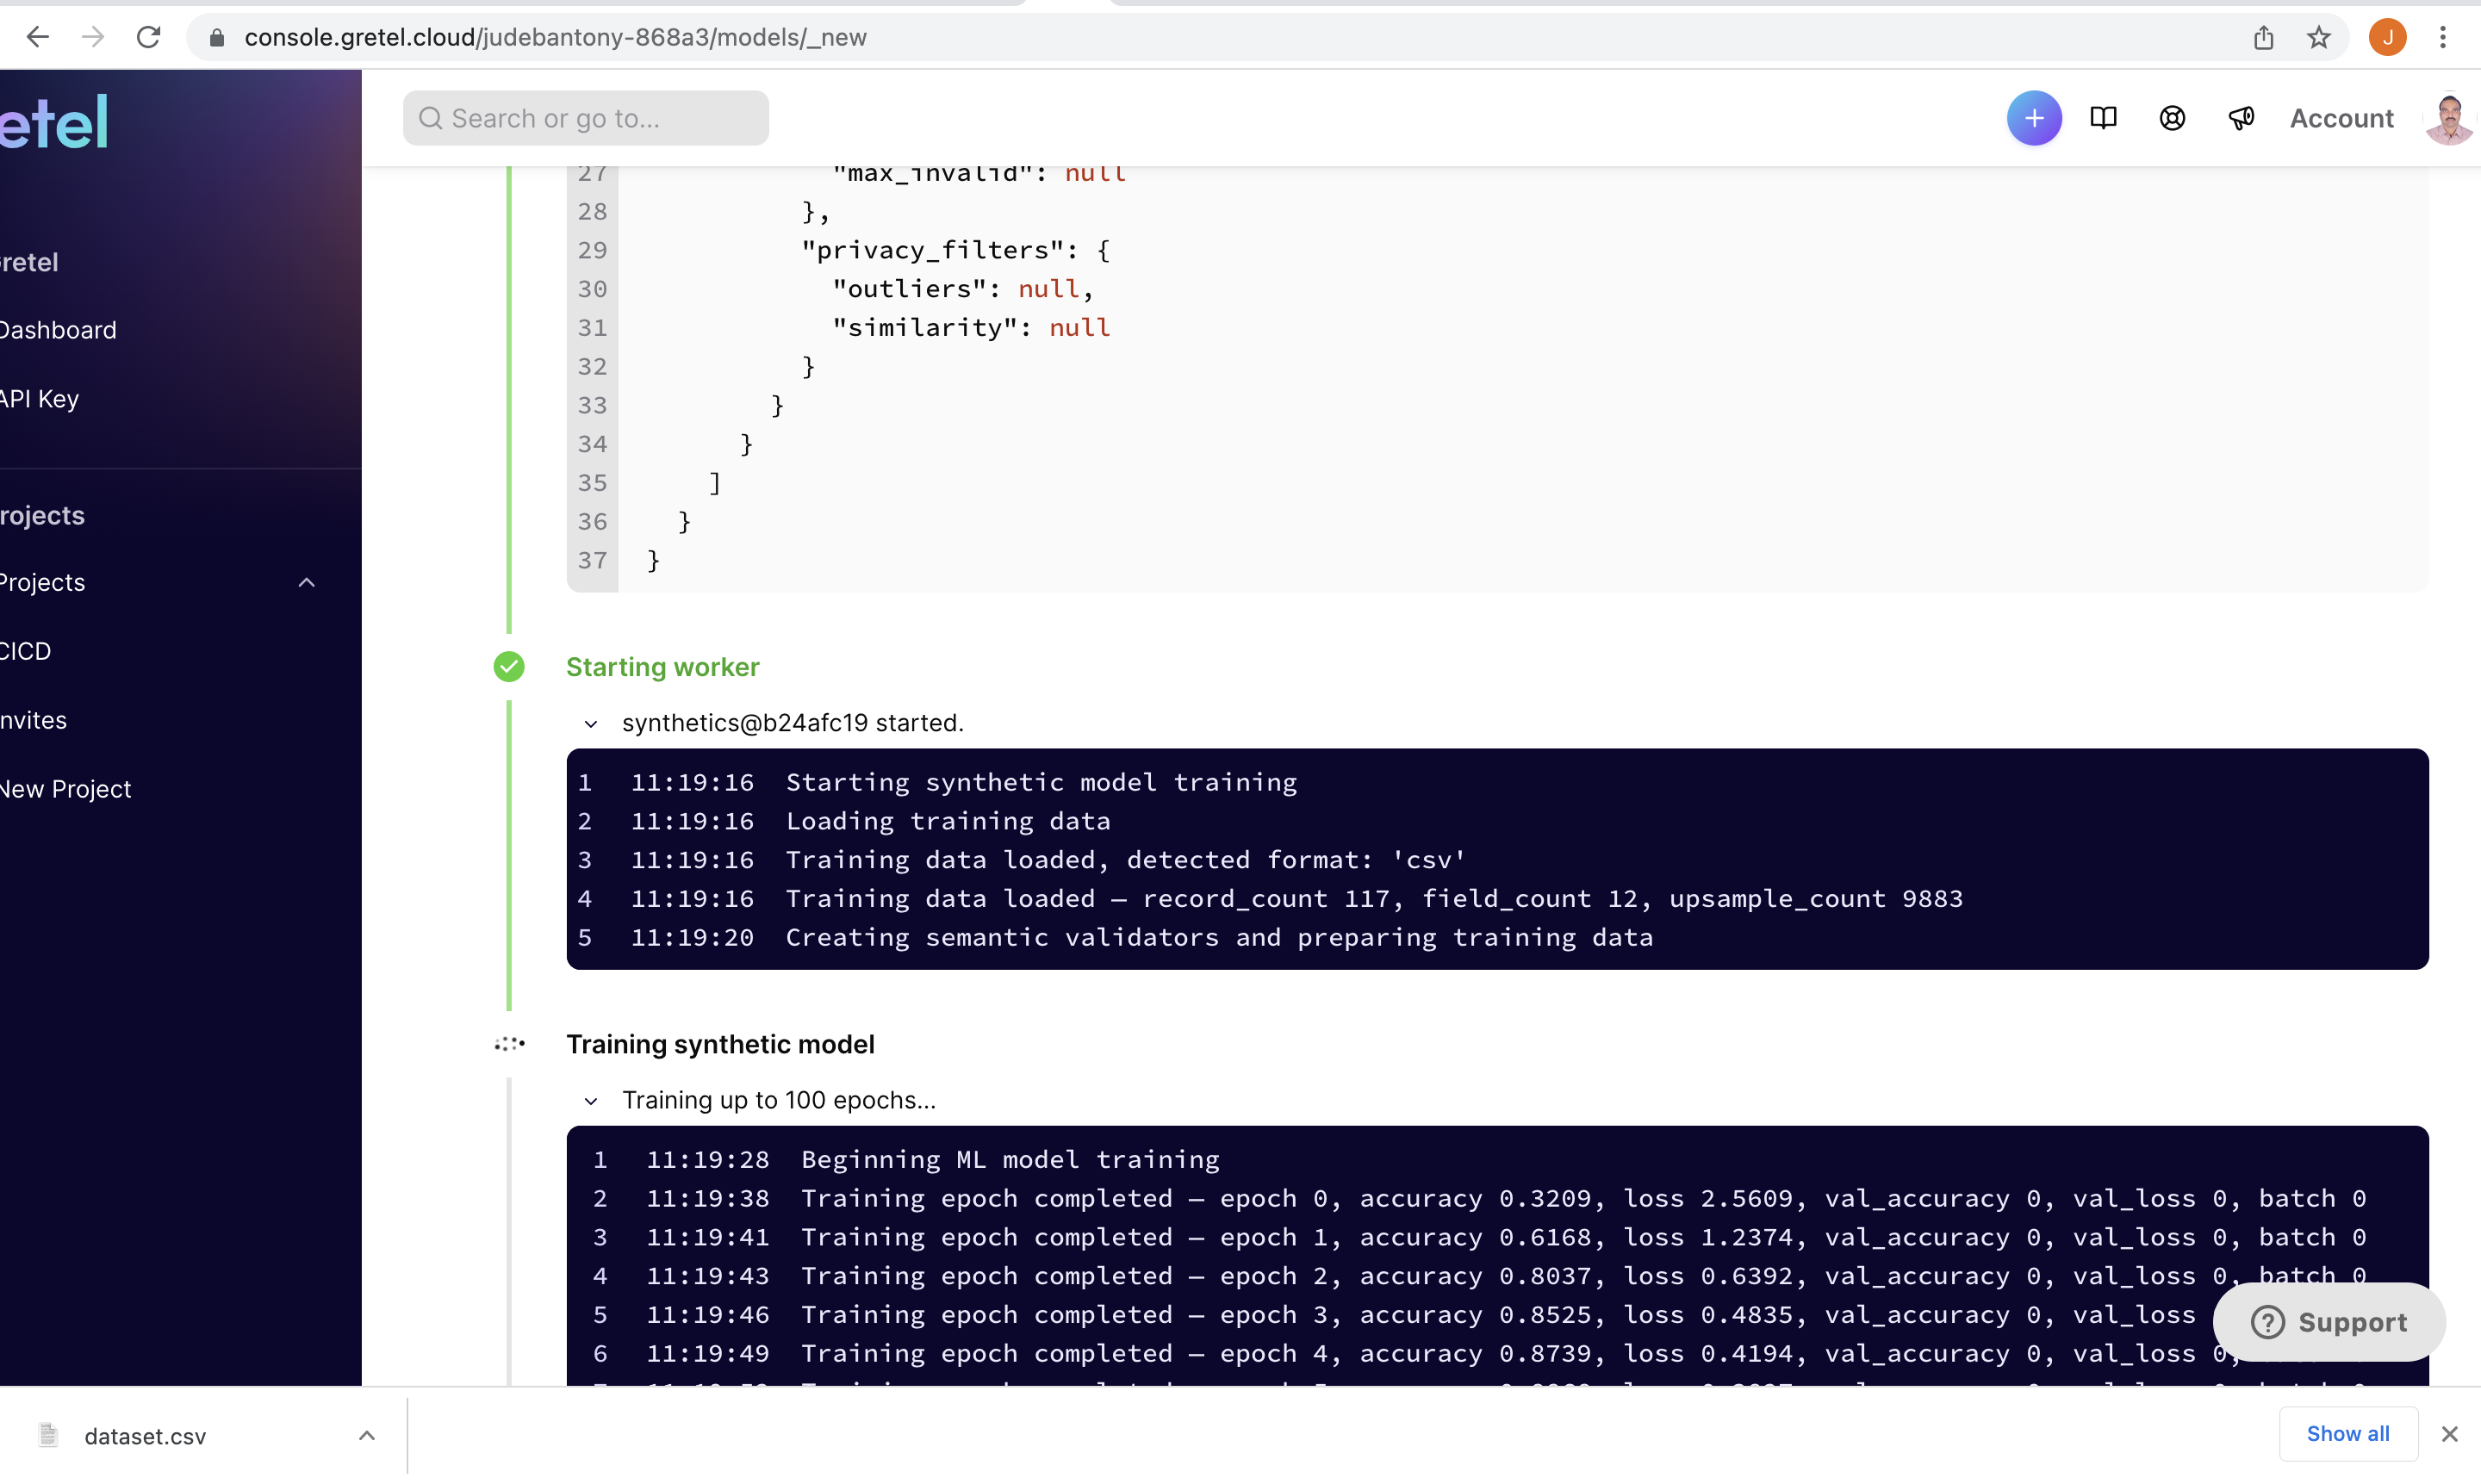 console.gretel.cloud/judebantony-868a3/models/_new
J
etel
Search or go to...
Account
retel
Dashboard
API Key
rojects
Projects
CICD
nvites
New Project
27 "max_invalid": null
28 },
29 "privacy_filters": {
30 "outliers": null,
31 "similarity": null
32 }
33 }
34 }
35 ]
36 }
37 }
Starting worker
synthetics@b24afc19 started.
1 11:19:16 Starting synthetic model training
2 11:19:16 Loading training data
3 11:19:16 Training data loaded, detected format: 'csv'
4 11:19:16 Training data loaded — record_count 117, field_count 12, upsample_count 9883
5 11:19:20 Creating semantic validators and preparing training data
Training synthetic model
Training up to 100 epochs...
1 11:19:28 Beginning ML model training
2 11:19:38 Training epoch completed — epoch 0, accuracy 0.3209, loss 2.5609, val_accuracy 0, val_loss 0, batch 0
3 11:19:41 Training epoch completed — epoch 1, accuracy 0.6168, loss 1.2374, val_accuracy 0, val_loss 0, batch 0
4 11:19:43 Training epoch completed — epoch 2, accuracy 0.8037, loss 0.6392, val_accuracy 0, val_loss 0, batch 0
5 11:19:46 Training epoch completed — epoch 3, accuracy 0.8525, loss 0.4835, val_accuracy 0, val_loss
6 11:19:49 Training epoch completed — epoch 4, accuracy 0.8739, loss 0.4194, val_accuracy 0, val_loss 0,
Support
dataset.csv
Show all